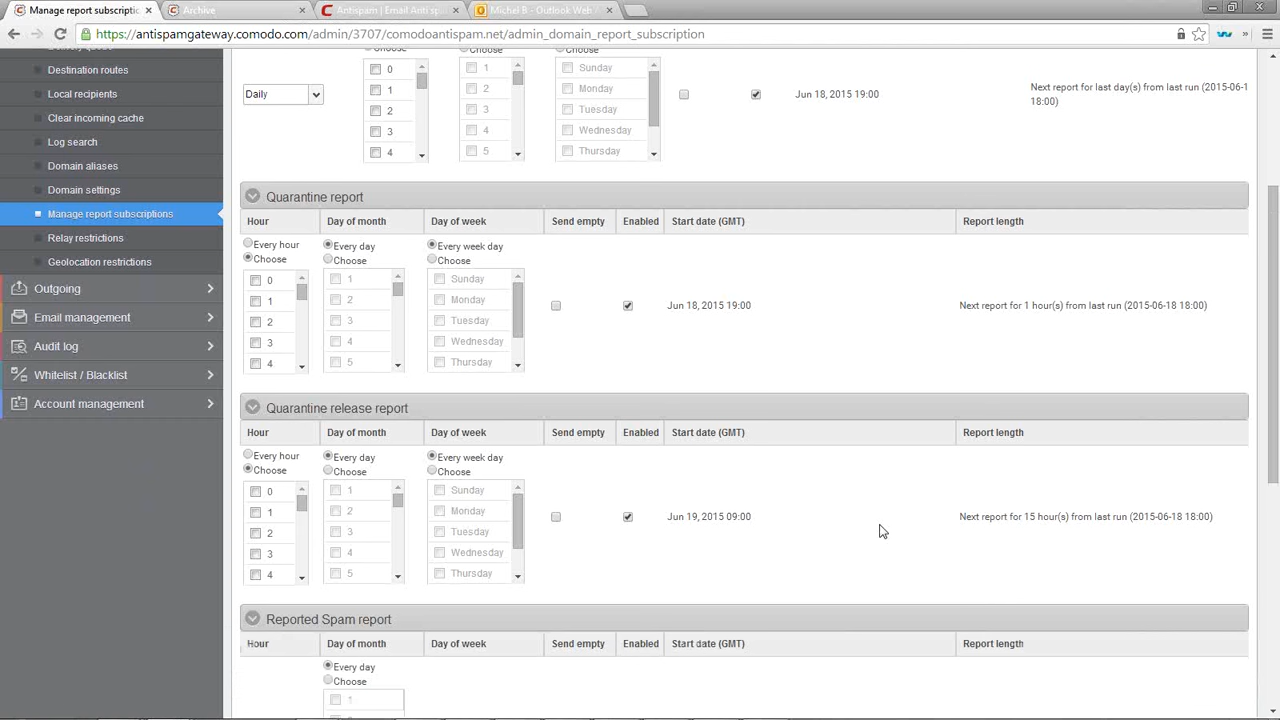 Manage report subscripti
Archive
Antispam | Email Anti sp
Michel B - Outlook Web
https://antispamgateway.comodo.com/admin/3707/comodoantispam.net/admin_domain_report_subscription
Destination routes
Local recipients
Clear incoming cache
Log search
Domain aliases
Domain settings
Manage report subscriptions
Relay restrictions
Geolocation restrictions
Outgoing
Email management
Audit log
Whitelist / Blacklist
Account management
Choose Choose Choose
Daily
0
1
2
3
4
1
2
3
4
5
Sunday
Monday
Tuesday
Wednesday
Thursday
Jun 18, 2015 19:00
Next report for last day(s) from last run (2015-06-1
18:00)
Quarantine report
Hour Day of month Day of week Send empty Enabled Start date (GMT) Report length
Every hour Every day Every week day
Choose Choose Choose
0
1
2
3
4
1
2
3
4
5
Sunday
Monday
Tuesday
Wednesday
Thursday
Jun 18, 2015 19:00
Next report for 1 hour(s) from last run (2015-06-18 18:00)
Quarantine release report
Hour Day of month Day of week Send empty Enabled Start date (GMT) Report length
Every hour Every day Every week day
Choose Choose Choose
0
1
2
3
4
1
2
3
4
5
Sunday
Monday
Tuesday
Wednesday
Thursday
Jun 19, 2015 09:00
Next report for 15 hour(s) from last run (2015-06-18 18:00)
Reported Spam report
Hour Day of month Day of week Send empty Enabled Start date (GMT) Report length
Every day
Choose
1